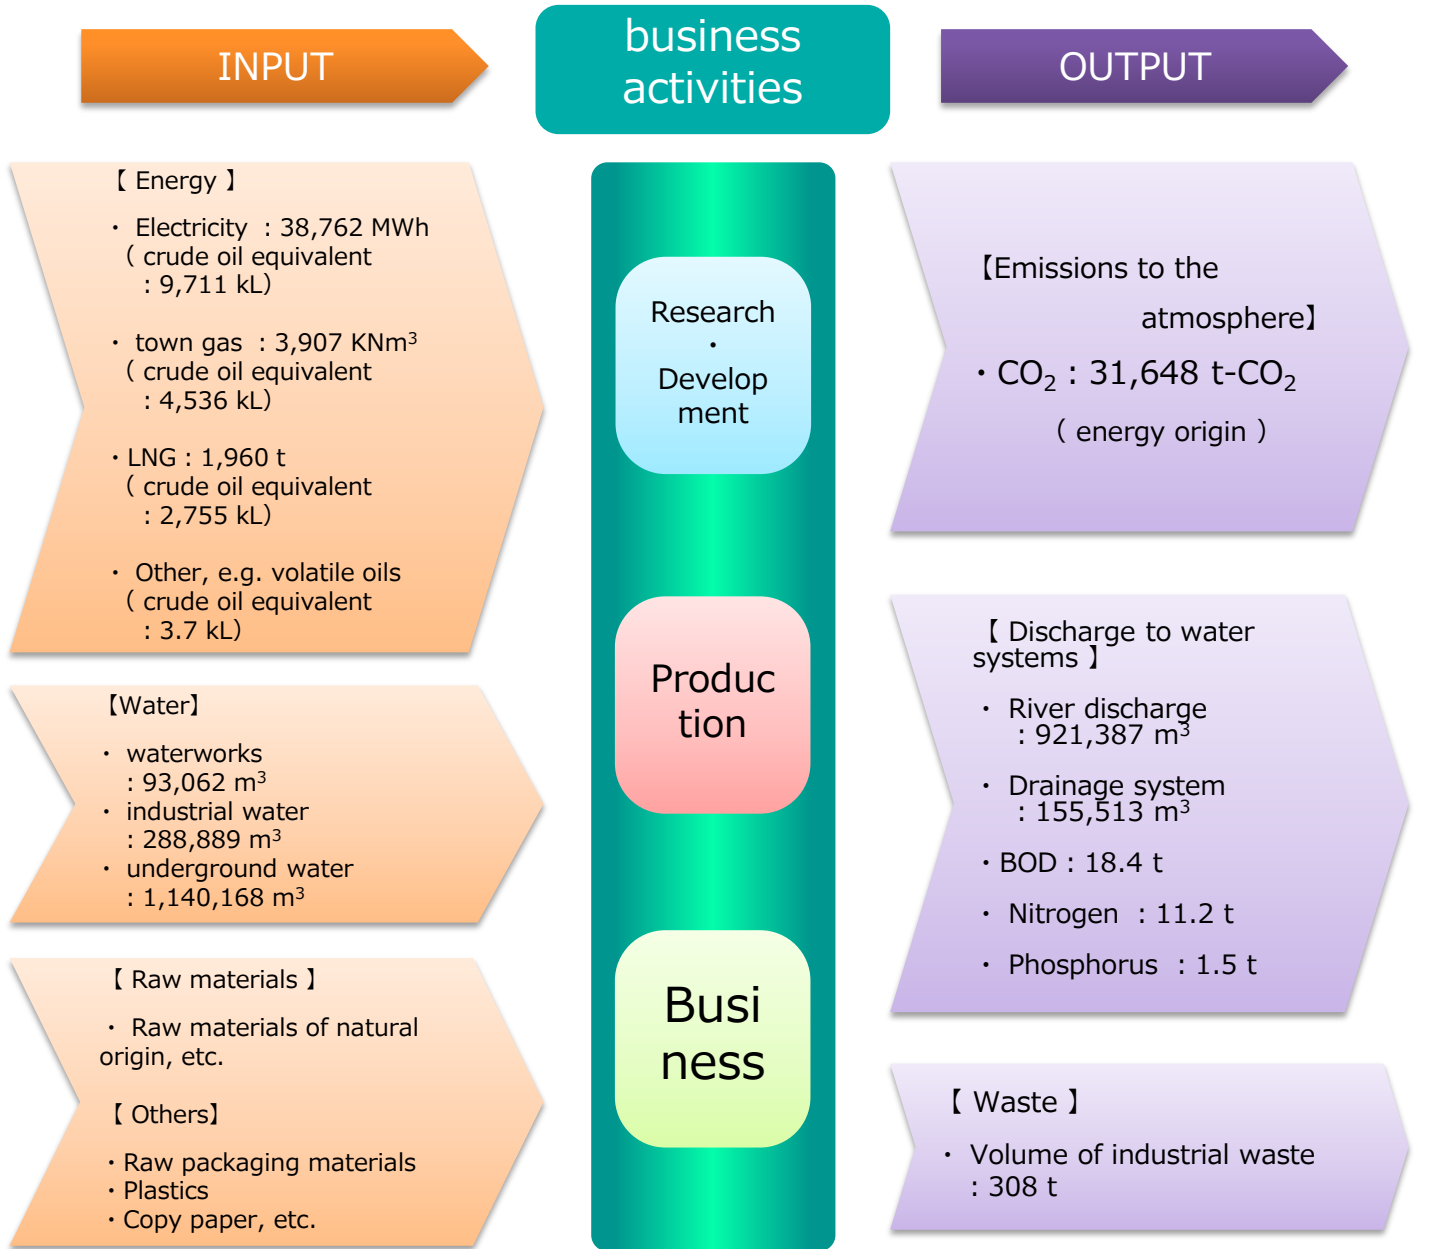 INPUT
business
activities
OUTPUT
【 Energy 】
・ Electricity : 38,762 MWh
( crude oil equivalent
: 9,711 kL)
・ town gas : 3,907 KNm³
( crude oil equivalent
: 4,536 kL)
・LNG : 1,960 t
( crude oil equivalent
: 2,755 kL)
・ Other, e.g. volatile oils
( crude oil equivalent
: 3.7 kL)
【Water】
・ waterworks
: 93,062 m³
・ industrial water
: 288,889 m³
・ underground water
: 1,140,168 m³
【 Raw materials 】
・ Raw materials of natural
origin, etc.
【 Others】
・Raw packaging materials
・Plastics
・Copy paper, etc.
Research
・
Develop
ment
Produc
tion
Busi
ness
【Emissions to the
atmosphere】
・CO₂ : 31,648 t-CO₂
( energy origin )
【 Discharge to water
systems 】
・ River discharge
: 921,387 m³
・ Drainage system
: 155,513 m³
・BOD : 18.4 t
・ Nitrogen : 11.2 t
・ Phosphorus : 1.5 t
【 Waste 】
・ Volume of industrial waste
: 308 t